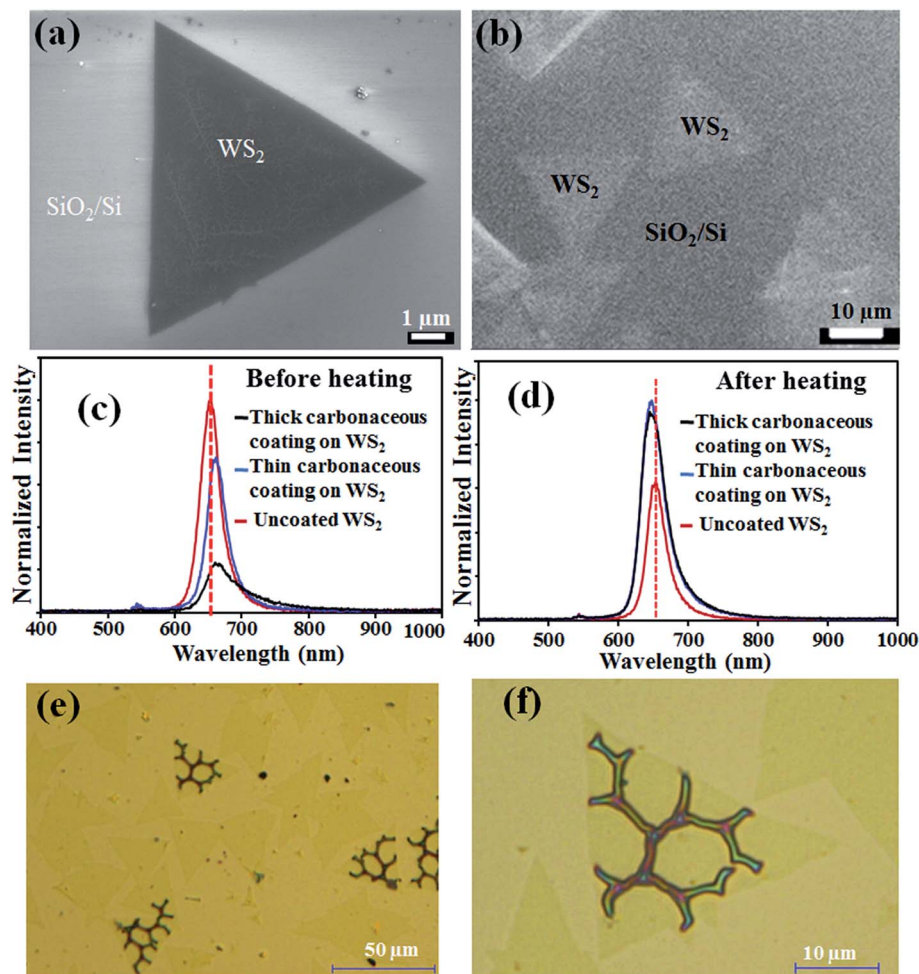 (a)
WS₂
SiO₂/Si
1 µm
(b)
WS₂
WS₂
SiO₂/Si
10 µm
(c)
Before heating
Thick carbonaceous
coating on WS₂
Thin carbonaceous
coating on WS₂
Uncoated WS₂
Normalized Intensity
400 500 600 700 800 900 1000
Wavelength (nm)
(d)
After heating
Thick carbonaceous
coating on WS₂
Thin carbonaceous
coating on WS₂
Uncoated WS₂
Normalized Intensity
400 500 600 700 800 900 1000
Wavelength (nm)
(e)
50 µm
(f)
10 µm